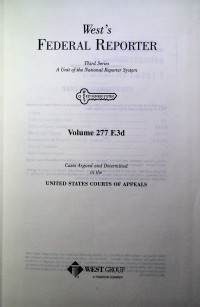 West's
FEDERAL REPORTER
Third Series
A Unit of the National Reporter System
Volume 277 F.3d
Cases Argued and Determined
in the
UNITED STATES COURTS OF APPEALS
WEST GROUP